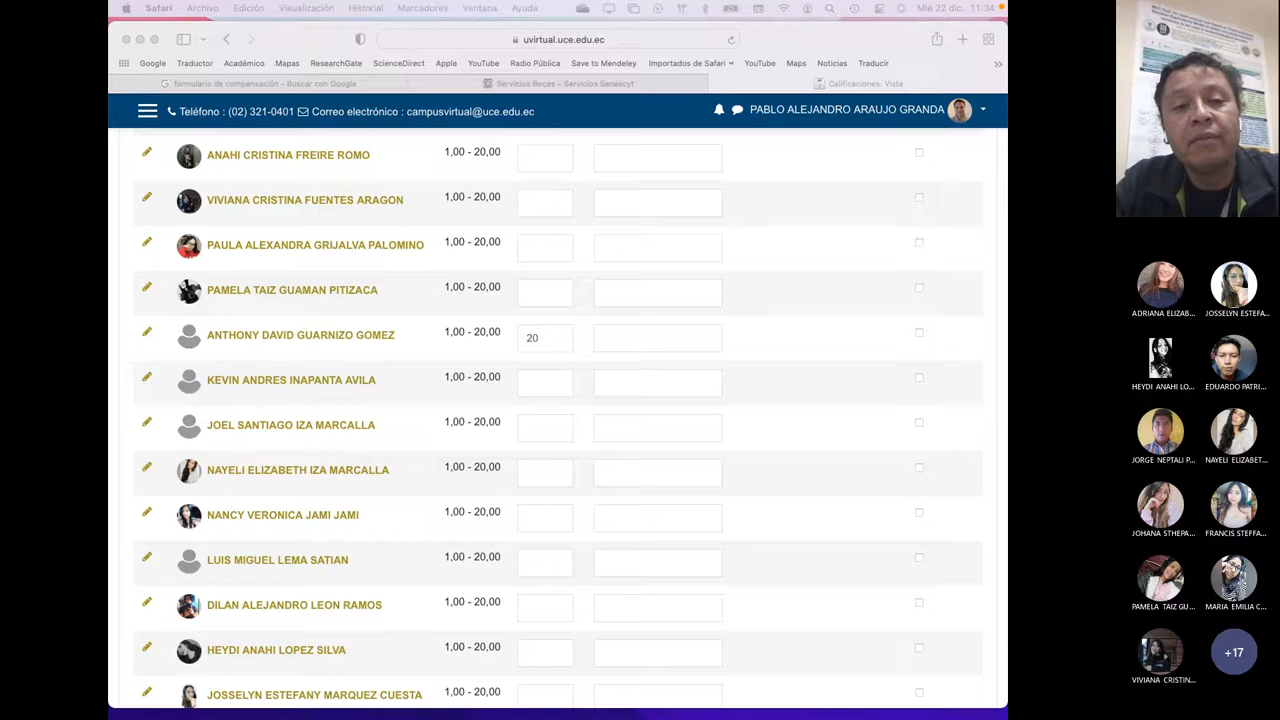 Safari Archivo Edición Visualización Historial Marcadores Ventana Ayuda Mié 22 dic. 11:34
uvirtual.uce.edu.ec
Google Traductor Académico Mapas ResearchGate ScienceDirect Apple YouTube Radio Pública Save to Mendeley Importados de Safari YouTube Maps Noticias Traducir
formulario de compensación - Buscar con Google Servicios Becas – Servicios Senescyt Calificaciones: Vista
Teléfono : (02) 321-0401 Correo electrónico : campusvirtual@uce.edu.ec PABLO ALEJANDRO ARAUJO GRANDA
ANAHI CRISTINA FREIRE ROMO 1,00 - 20,00
VIVIANA CRISTINA FUENTES ARAGON 1,00 - 20,00
PAULA ALEXANDRA GRIJALVA PALOMINO 1,00 - 20,00
PAMELA TAIZ GUAMAN PITIZACA 1,00 - 20,00
ANTHONY DAVID GUARNIZO GOMEZ 1,00 - 20,00 20
KEVIN ANDRES INAPANTA AVILA 1,00 - 20,00
JOEL SANTIAGO IZA MARCALLA 1,00 - 20,00
NAYELI ELIZABETH IZA MARCALLA 1,00 - 20,00
NANCY VERONICA JAMI JAMI 1,00 - 20,00
LUIS MIGUEL LEMA SATIAN 1,00 - 20,00
DILAN ALEJANDRO LEON RAMOS 1,00 - 20,00
HEYDI ANAHI LOPEZ SILVA 1,00 - 20,00
JOSSELYN ESTEFANY MARQUEZ CUESTA 1,00 - 20,00
ADRIANA ELIZAB... JOSSELYN ESTEFA...
HEYDI ANAHI LO... EDUARDO PATRI...
JORGE NEPTALI P... NAYELI ELIZABET...
JOHANA STHEPA... FRANCIS STEFFA...
PAMELA TAIZ GU... MARIA EMILIA C...
VIVIANA CRISTIN... +17